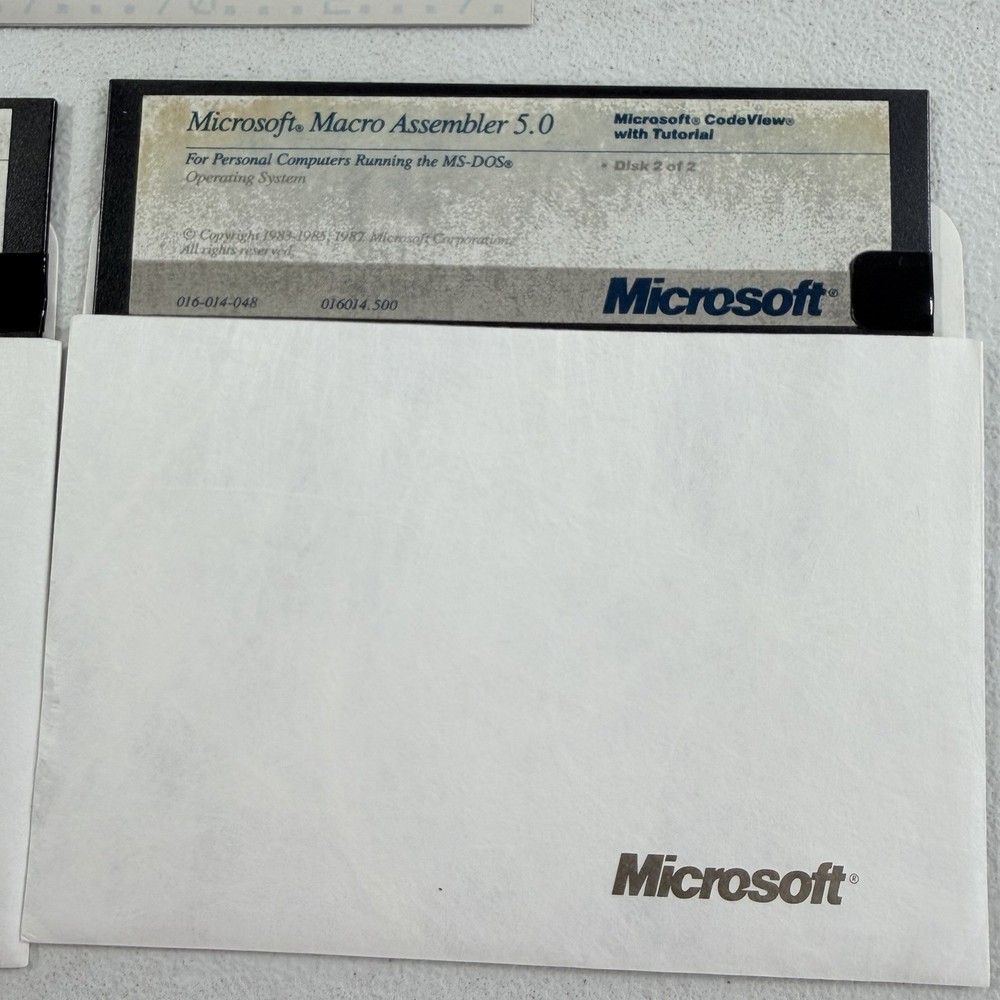 Microsoft® Macro Assembler 5.0
Microsoft® CodeView®
with Tutorial
For Personal Computers Running the MS-DOS®
Operating System
• Disk 2 of 2
© Copyright 1983-1985, 1987 Microsoft Corporation.
All rights reserved.
016-014-048 016014.500
Microsoft®
Microsoft®